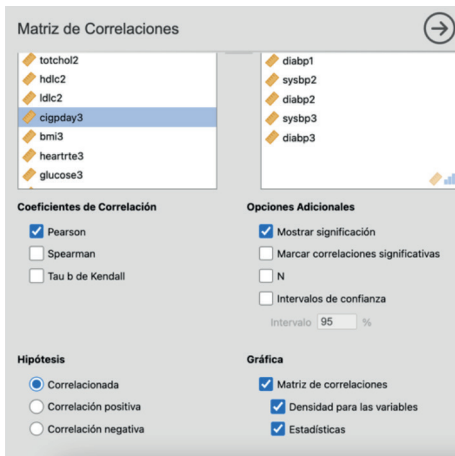 Matriz de Correlaciones
totchol2
hdlc2
ldlc2
cigpday3
bmi3
heartrte3
glucose3
diabp1
sysbp2
diabp2
sysbp3
diabp3
Coeficientes de Correlación
Pearson
Spearman
Tau b de Kendall
Opciones Adicionales
Mostrar significación
Marcar correlaciones significativas
N
Intervalos de confianza
Intervalo 95 %
Hipótesis
Correlacionada
Correlación positiva
Correlación negativa
Gráfica
Matriz de correlaciones
Densidad para las variables
Estadísticas